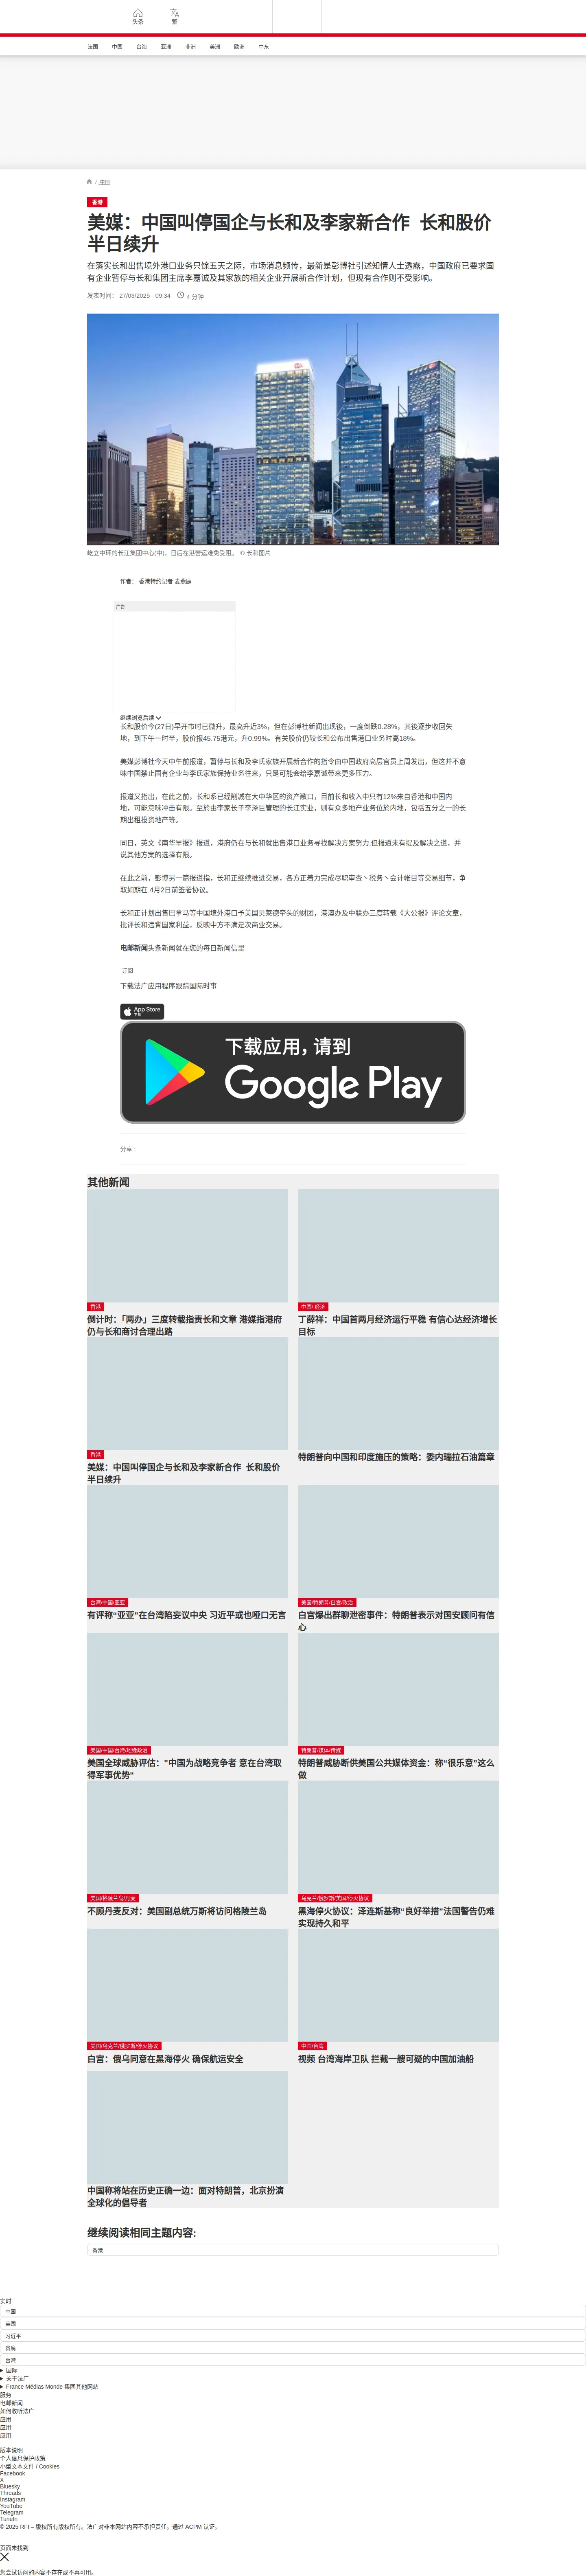 头条
繁
法国 中国 台海 亚洲 非洲 美洲 欧洲 中东
/ 中国
香港
美媒：中国叫停国企与长和及李家新合作 长和股价
半日续升
在落实长和出售境外港口业务只馀五天之际，市场消息频传，最新是彭博社引述知情人士透露，中国政府已要求国
有企业暂停与长和集团主席李嘉诚及其家族的相关企业开展新合作计划，但现有合作则不受影响。
发表时间： 27/03/2025 - 09:34 4 分钟
屹立中环的长江集团中心(中)，日后在港营运难免受阻。 © 长和图片
作者： 香港特约记者 麦燕庭
广告
继续浏览后续
长和股价今(27日)早开市时已微升，最高升近3%，但在彭博社新闻出现後，一度倒跌0.28%，其後逐步收回失
地，到下午一时半，股价报45.75港元，升0.99%。有关股价仍较长和公布出售港口业务时高18%。
美媒彭博社今天中午前报道，暂停与长和及李氏家族开展新合作的指令由中国政府高层官员上周发出，但这并不意
味中国禁止国有企业与李氏家族保持业务往来，只是可能会给李嘉诚带来更多压力。
报道又指出，在此之前，长和系已经削减在大中华区的资产敞口，目前长和收入中只有12%来自香港和中国内
地，可能意味冲击有限。至於由李家长子李泽巨管理的长江实业，则有众多地产业务位於内地，包括五分之一的长
期出租投资地产等。
同日，英文《南华早报》报道，港府仍在与长和就出售港口业务寻找解决方案努力,但报道未有提及解决之道，并
说其他方案的选择有限。
在此之前，彭博另一篇报道指，长和正继续推进交易，各方正着力完成尽职审查丶税务丶会计帐目等交易细节，争
取如期在 4月2日前签署协议。
长和正计划出售巴拿马等中国境外港口予美国贝莱德牵头的财团，港澳办及中联办三度转载《大公报》评论文章，
批评长和违背国家利益，反映中方不满是次商业交易。
电邮新闻头条新闻就在您的每日新闻信里
订阅
下载法广应用程序跟踪国际时事
App Store
下载
下载应用，请到
Google Play
分享 :
其他新闻
香港
倒计时：「两办」三度转载指责长和文章 港媒指港府
仍与长和商讨合理出路
中国/ 经济
丁薛祥：中国首两月经济运行平稳 有信心达经济增长
目标
香港
美媒：中国叫停国企与长和及李家新合作 长和股价
半日续升
特朗普向中国和印度施压的策略：委内瑞拉石油篇章
台湾/中国/亚亚
有评称“亚亚”在台湾陷妄议中央 习近平或也哑口无言
美国/特朗普/白宫/政治
白宫爆出群聊泄密事件：特朗普表示对国安顾问有信
心
美国/中国/台湾/地缘政治
美国全球威胁评估："中国为战略竞争者 意在台湾取
得军事优势"
特朗普/媒体/传媒
特朗普威胁断供美国公共媒体资金：称“很乐意”这么
做
美国/格陵兰岛/丹麦
不顾丹麦反对：美国副总统万斯将访问格陵兰岛
乌克兰/俄罗斯/美国/停火协议
黑海停火协议：泽连斯基称“良好举措”法国警告仍难
实现持久和平
美国/乌克兰/俄罗斯/停火协议
白宫：俄乌同意在黑海停火 确保航运安全
中国/台湾
视频 台湾海岸卫队 拦截一艘可疑的中国加油船
中国称将站在历史正确一边：面对特朗普，北京扮演
全球化的倡导者
继续阅读相同主题内容:
香港
实时
中国
美国
习近平
贪腐
台湾
国际
关于法广
France Médias Monde 集团其他网站
服务
电邮新闻
如何收听法广
应用
应用
应用
版本说明
个人信息保护政策
小型文本文件 / Cookies
Facebook
X
Bluesky
Threads
Instagram
YouTube
Telegram
TuneIn
© 2025 RFI – 版权所有版权所有。法广对非本网站内容不承担责任。通过 ACPM 认证。
页面未找到
您尝试访问的内容不存在或不再可用。